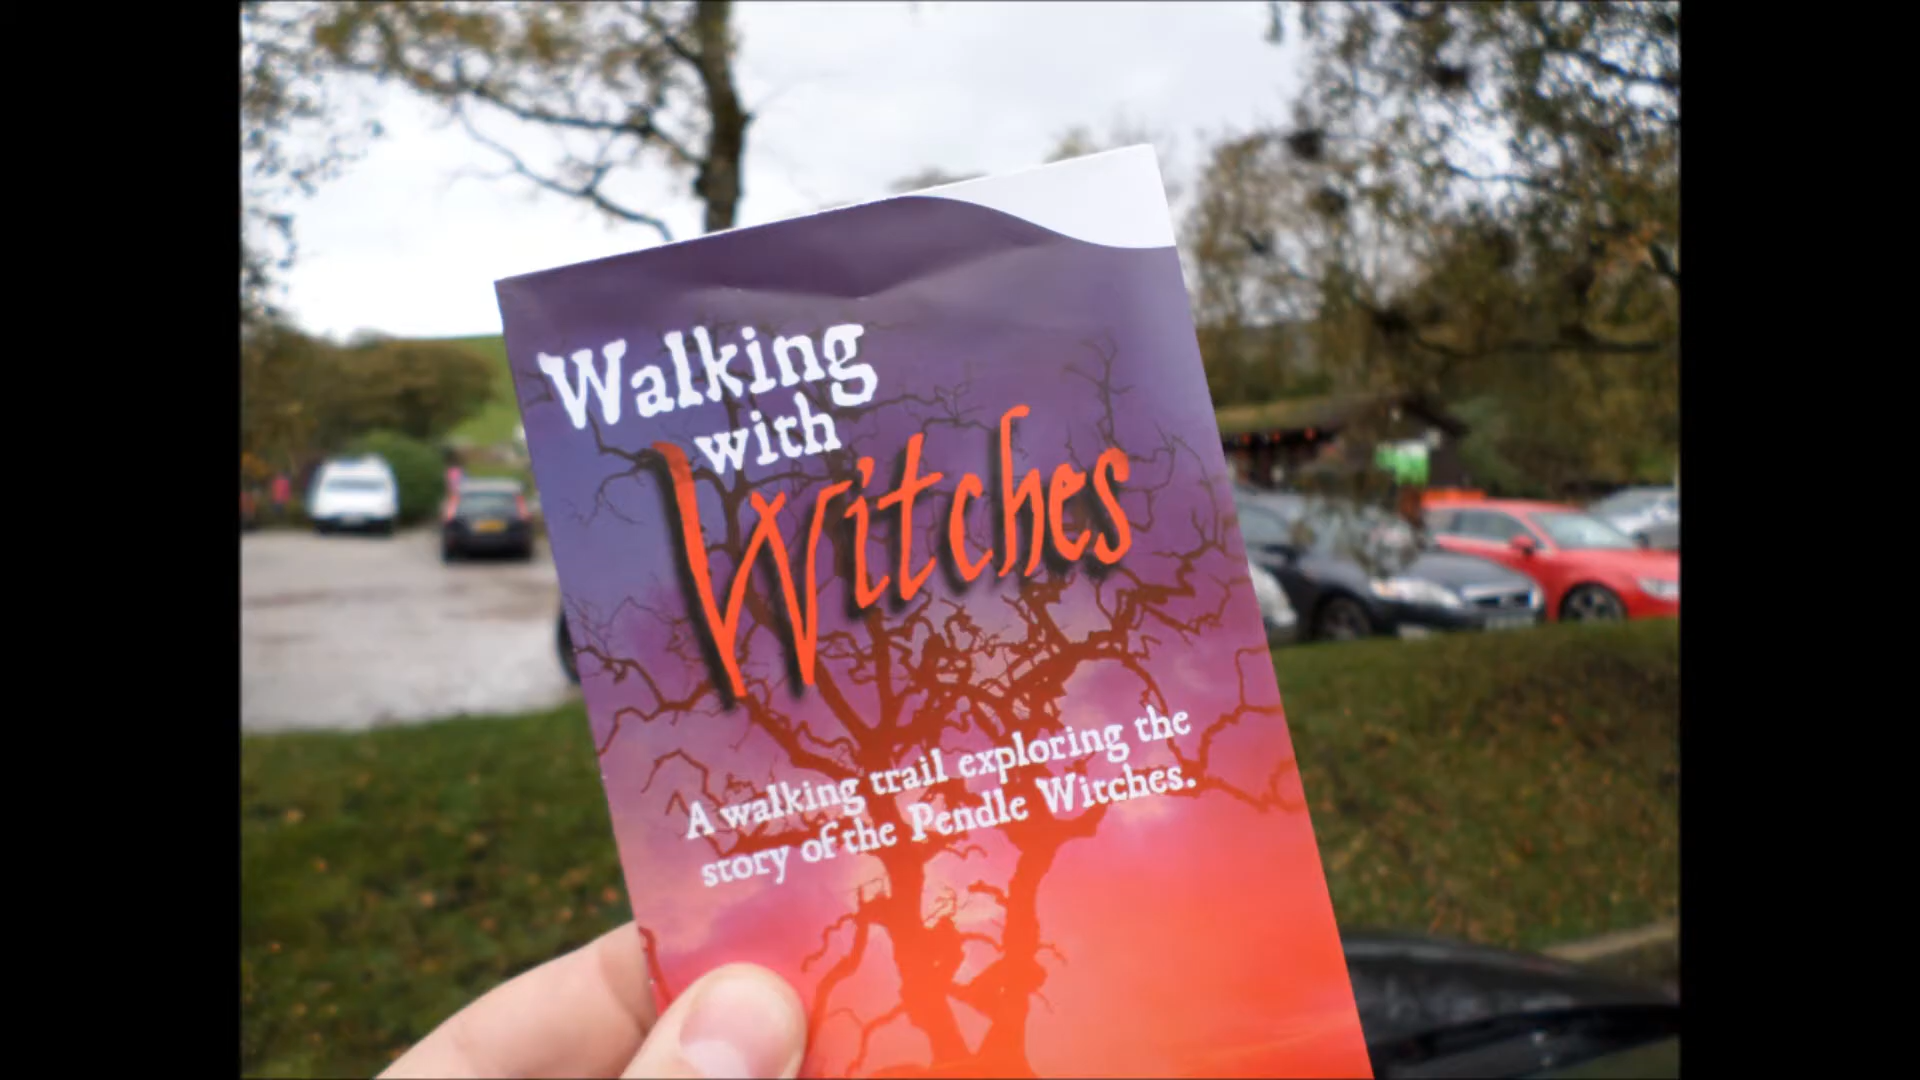 Walking
with
Witches
A walking trail exploring the
story of the Pendle Witches.